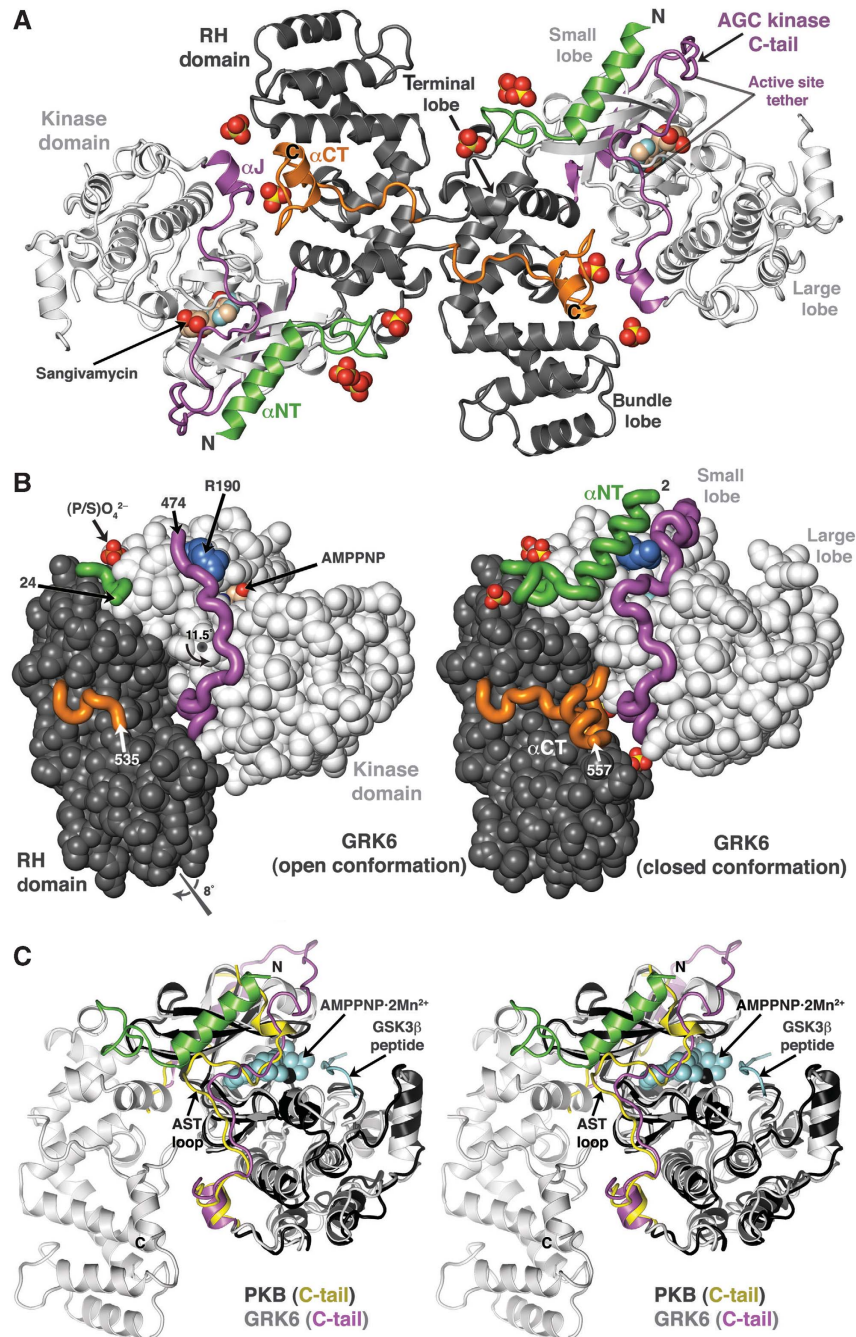 A
RH
domain
Small
lobe
N
AGC kinase
C-tail
Terminal
lobe
Active site
tether
Kinase
domain
αJ
C
αCT
Large
lobe
C
Sangivamycin
αNT
N
Bundle
lobe
B
(P/S)O₄²⁻
474
R190
AMPPNP
24
11.5°
535
Kinase
domain
RH
domain
8°
GRK6
(open conformation)
αNT
2
Small
lobe
Large
lobe
αCT
557
GRK6
(closed conformation)
C
N
AMPPNP·2Mn²⁺
GSK3β
peptide
AST
loop
C
PKB (C-tail)
GRK6 (C-tail)
N
AMPPNP·2Mn²⁺
GSK3β
peptide
AST
loop
C
PKB (C-tail)
GRK6 (C-tail)